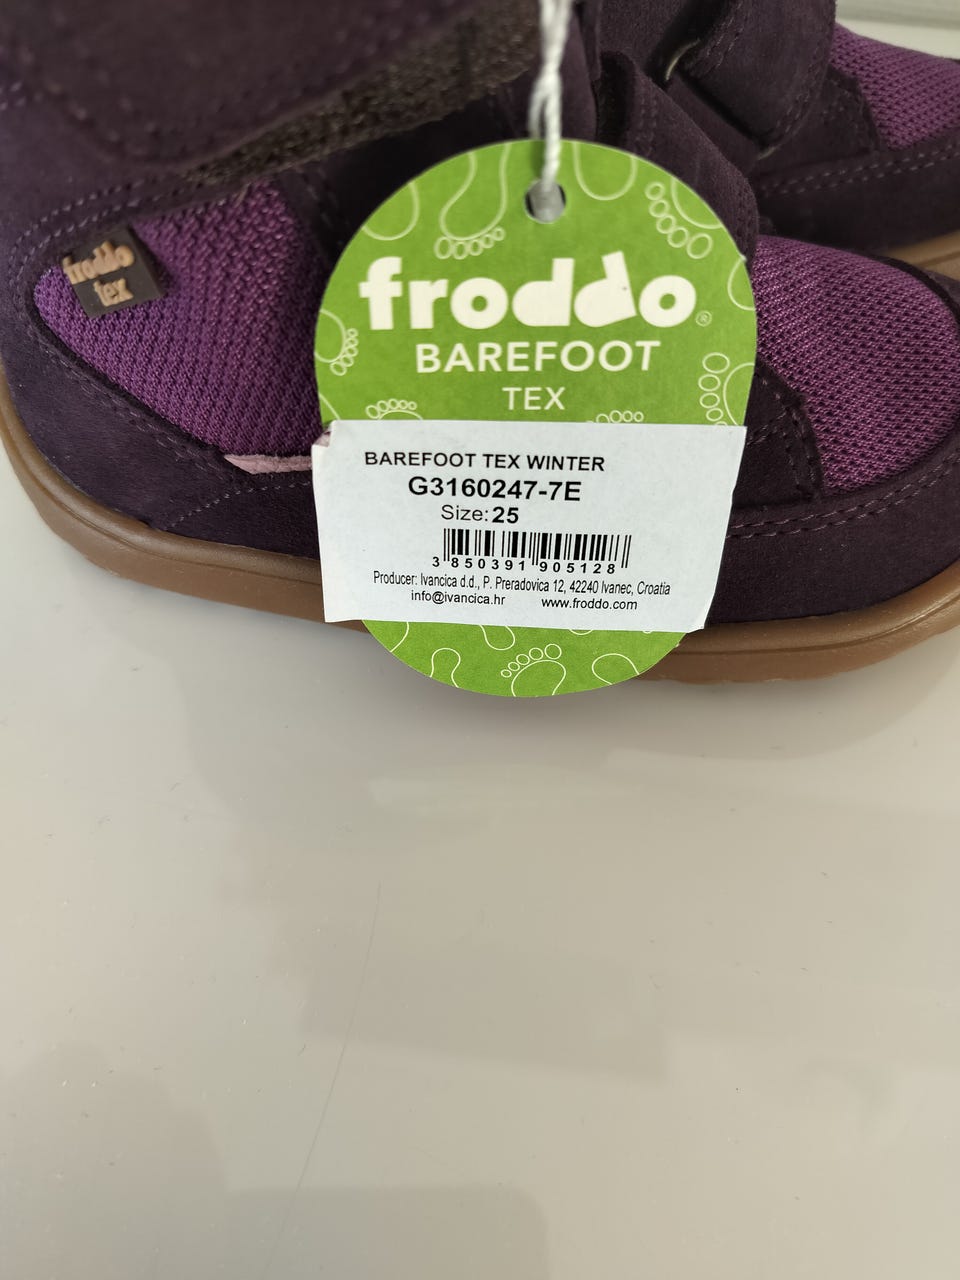 froddo
tex
froddo®
BAREFOOT
TEX
BAREFOOT TEX WINTER
G3160247-7E
Size: 25
3 850391 905128
Producer: Ivancica d.d., P. Preradovica 12, 42240 Ivanec, Croatia
info@ivancica.hr www.froddo.com